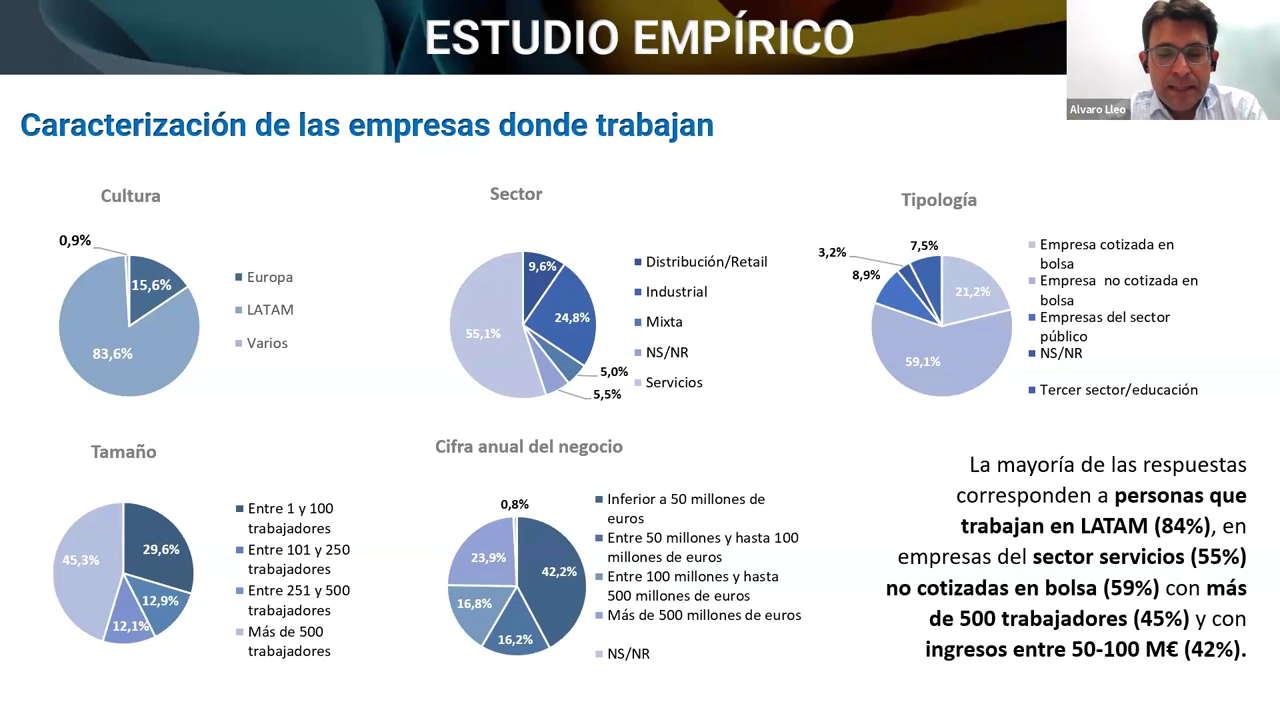 ESTUDIO EMPÍRICO
Alvaro Lleo
Caracterización de las empresas donde trabajan
Cultura
0,9%
15,6%
83,6%
Europa
LATAM
Varios
Sector
9,6%
24,8%
55,1%
5,0%
5,5%
Distribución/Retail
Industrial
Mixta
NS/NR
Servicios
Tipología
7,5%
3,2%
8,9%
21,2%
59,1%
Empresa cotizada en
bolsa
Empresa no cotizada en
bolsa
Empresas del sector
público
NS/NR
Tercer sector/educación
Tamaño
45,3%
29,6%
12,9%
12,1%
Entre 1 y 100
trabajadores
Entre 101 y 250
trabajadores
Entre 251 y 500
trabajadores
Más de 500
trabajadores
Cifra anual del negocio
0,8%
23,9%
42,2%
16,8%
16,2%
Inferior a 50 millones de
euros
Entre 50 millones y hasta 100
millones de euros
Entre 100 millones y hasta
500 millones de euros
Más de 500 millones de euros
NS/NR
La mayoría de las respuestas
corresponden a personas que
trabajan en LATAM (84%), en
empresas del sector servicios (55%)
no cotizadas en bolsa (59%) con más
de 500 trabajadores (45%) y con
ingresos entre 50-100 M€ (42%).